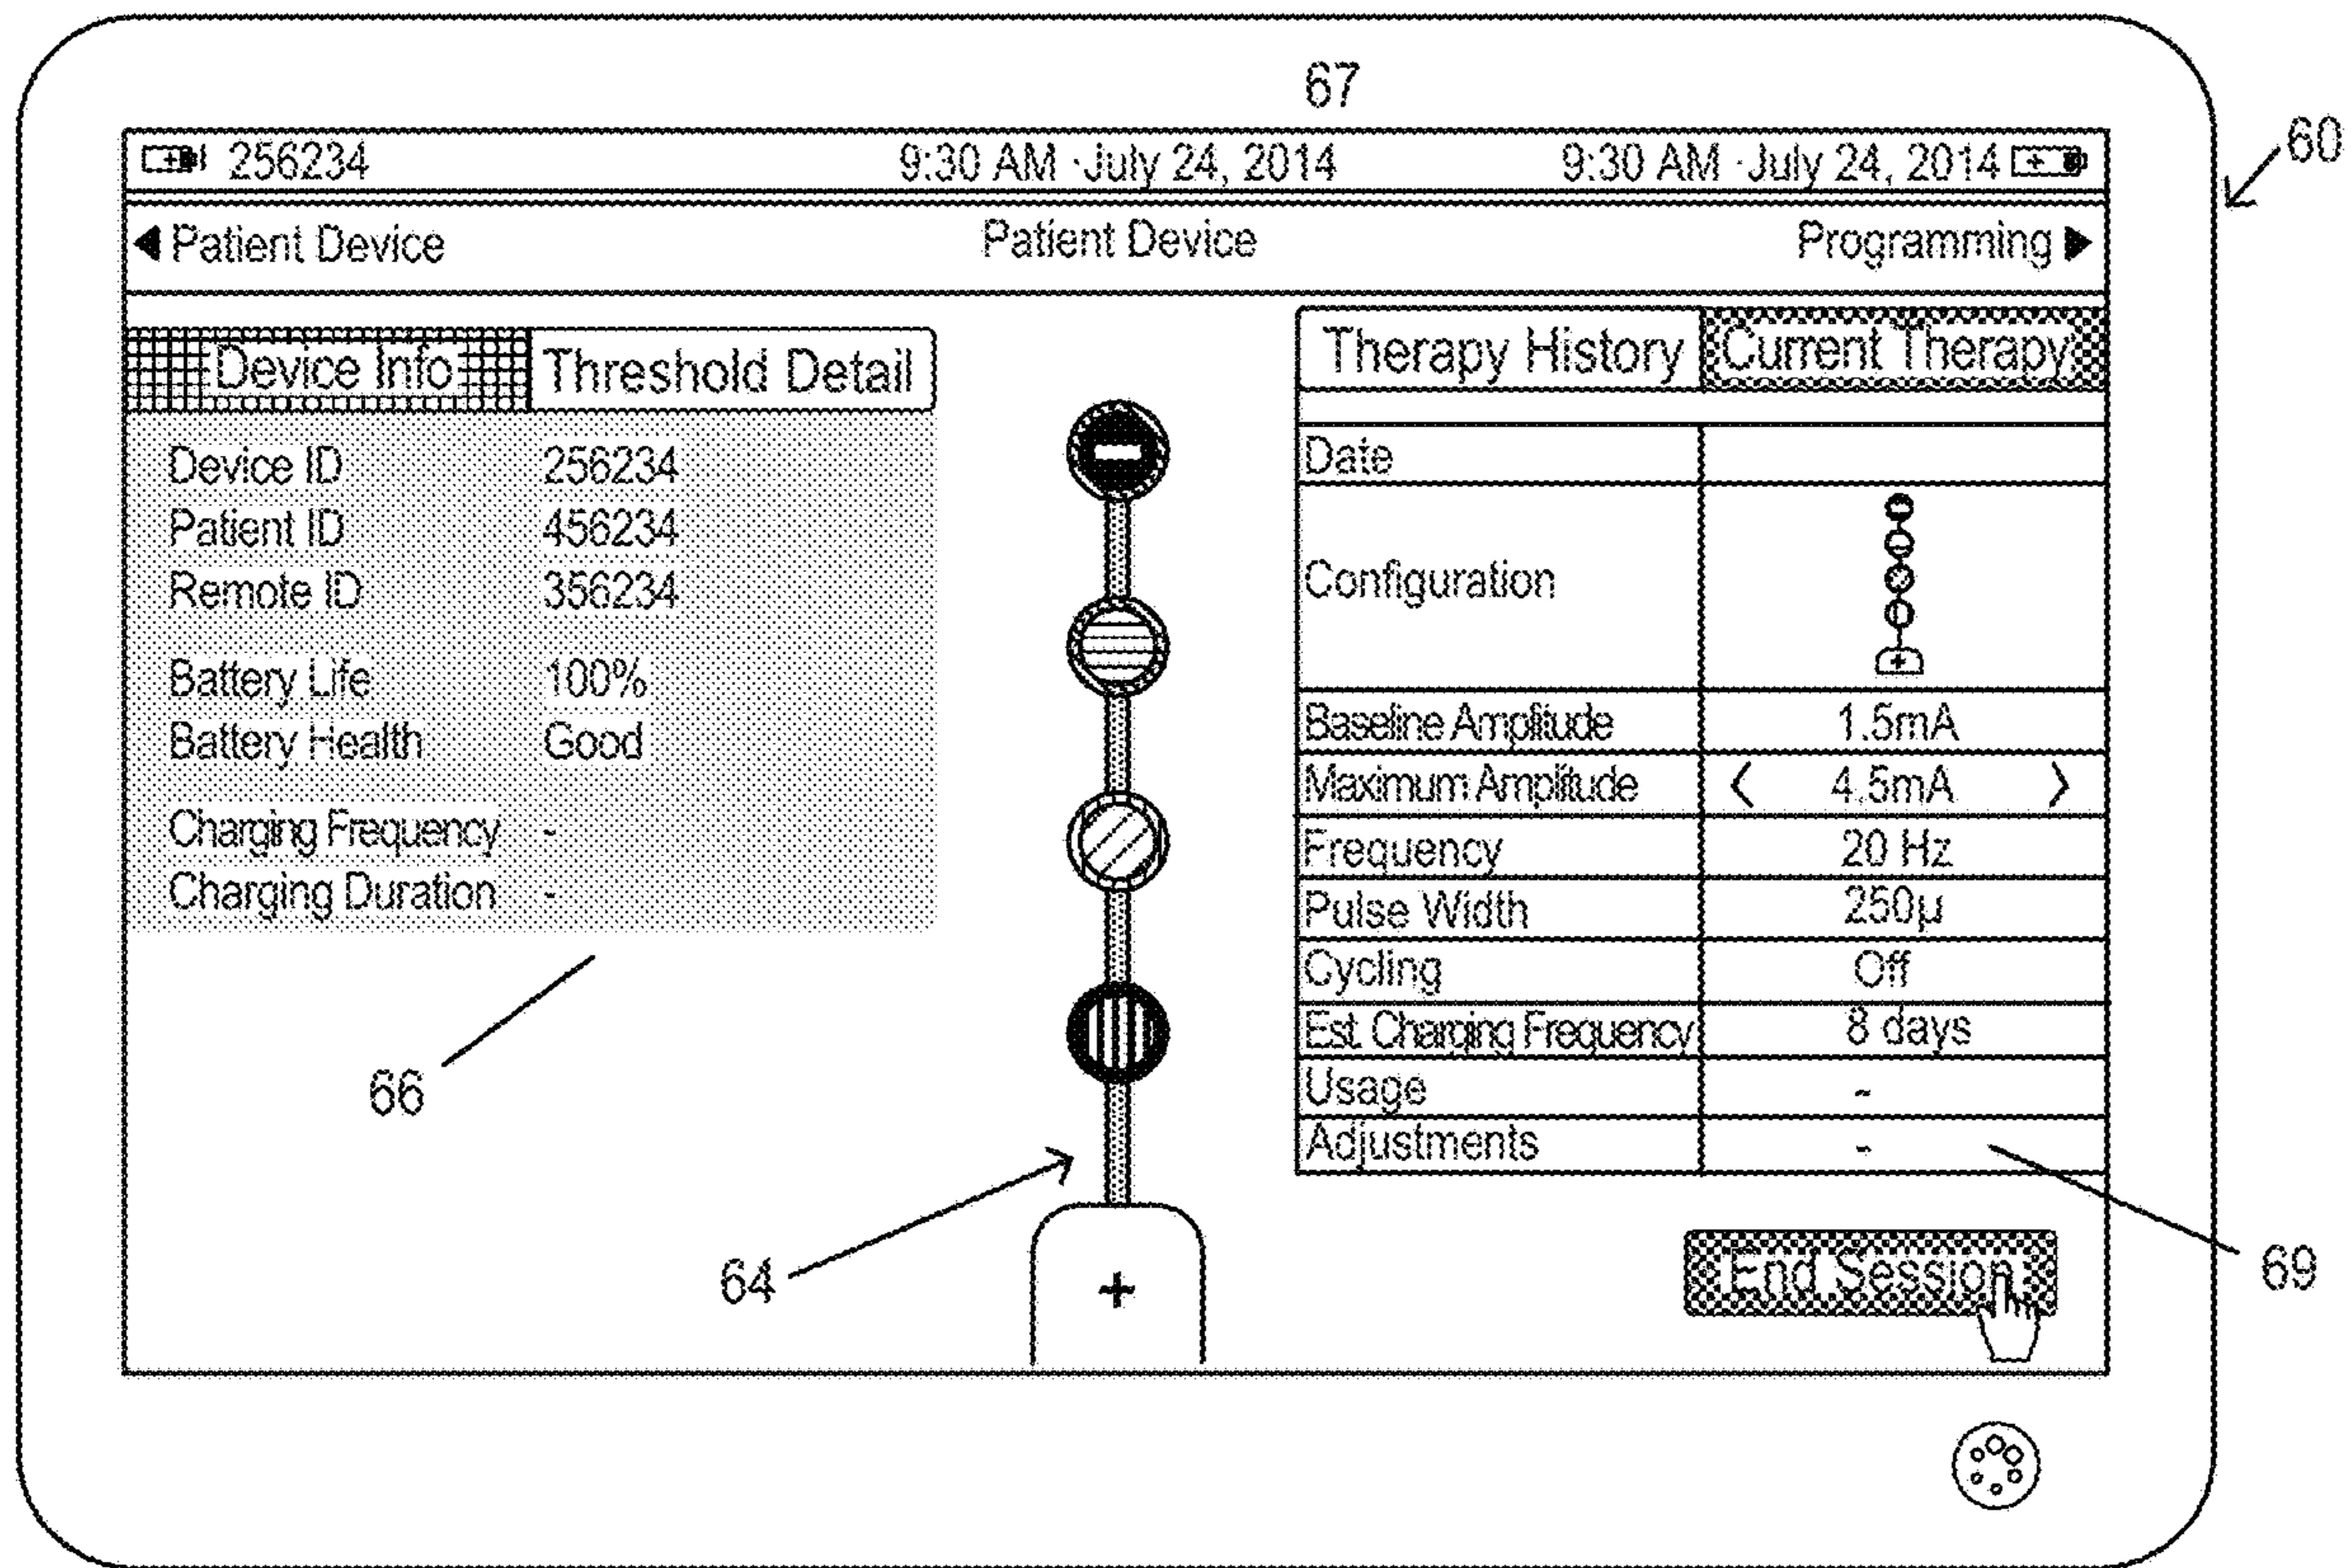 67
60
256234 9:30 AM ·July 24, 2014 9:30 AM ·July 24, 2014
Patient Device Patient Device Programming
Device Info Threshold Detail
Device ID 256234
Patient ID 456234
Remote ID 356234
Battery Life 100%
Battery Health Good
Charging Frequency -
Charging Duration -
66
64
+
Therapy History Current Therapy
Date
Configuration
+
Baseline Amplitude 1.5mA
Maximum Amplitude < 4.5mA >
Frequency 20 Hz
Pulse Width 250µ
Cycling Off
Est. Charging Frequency 8 days
Usage -
Adjustments -
69
End Session